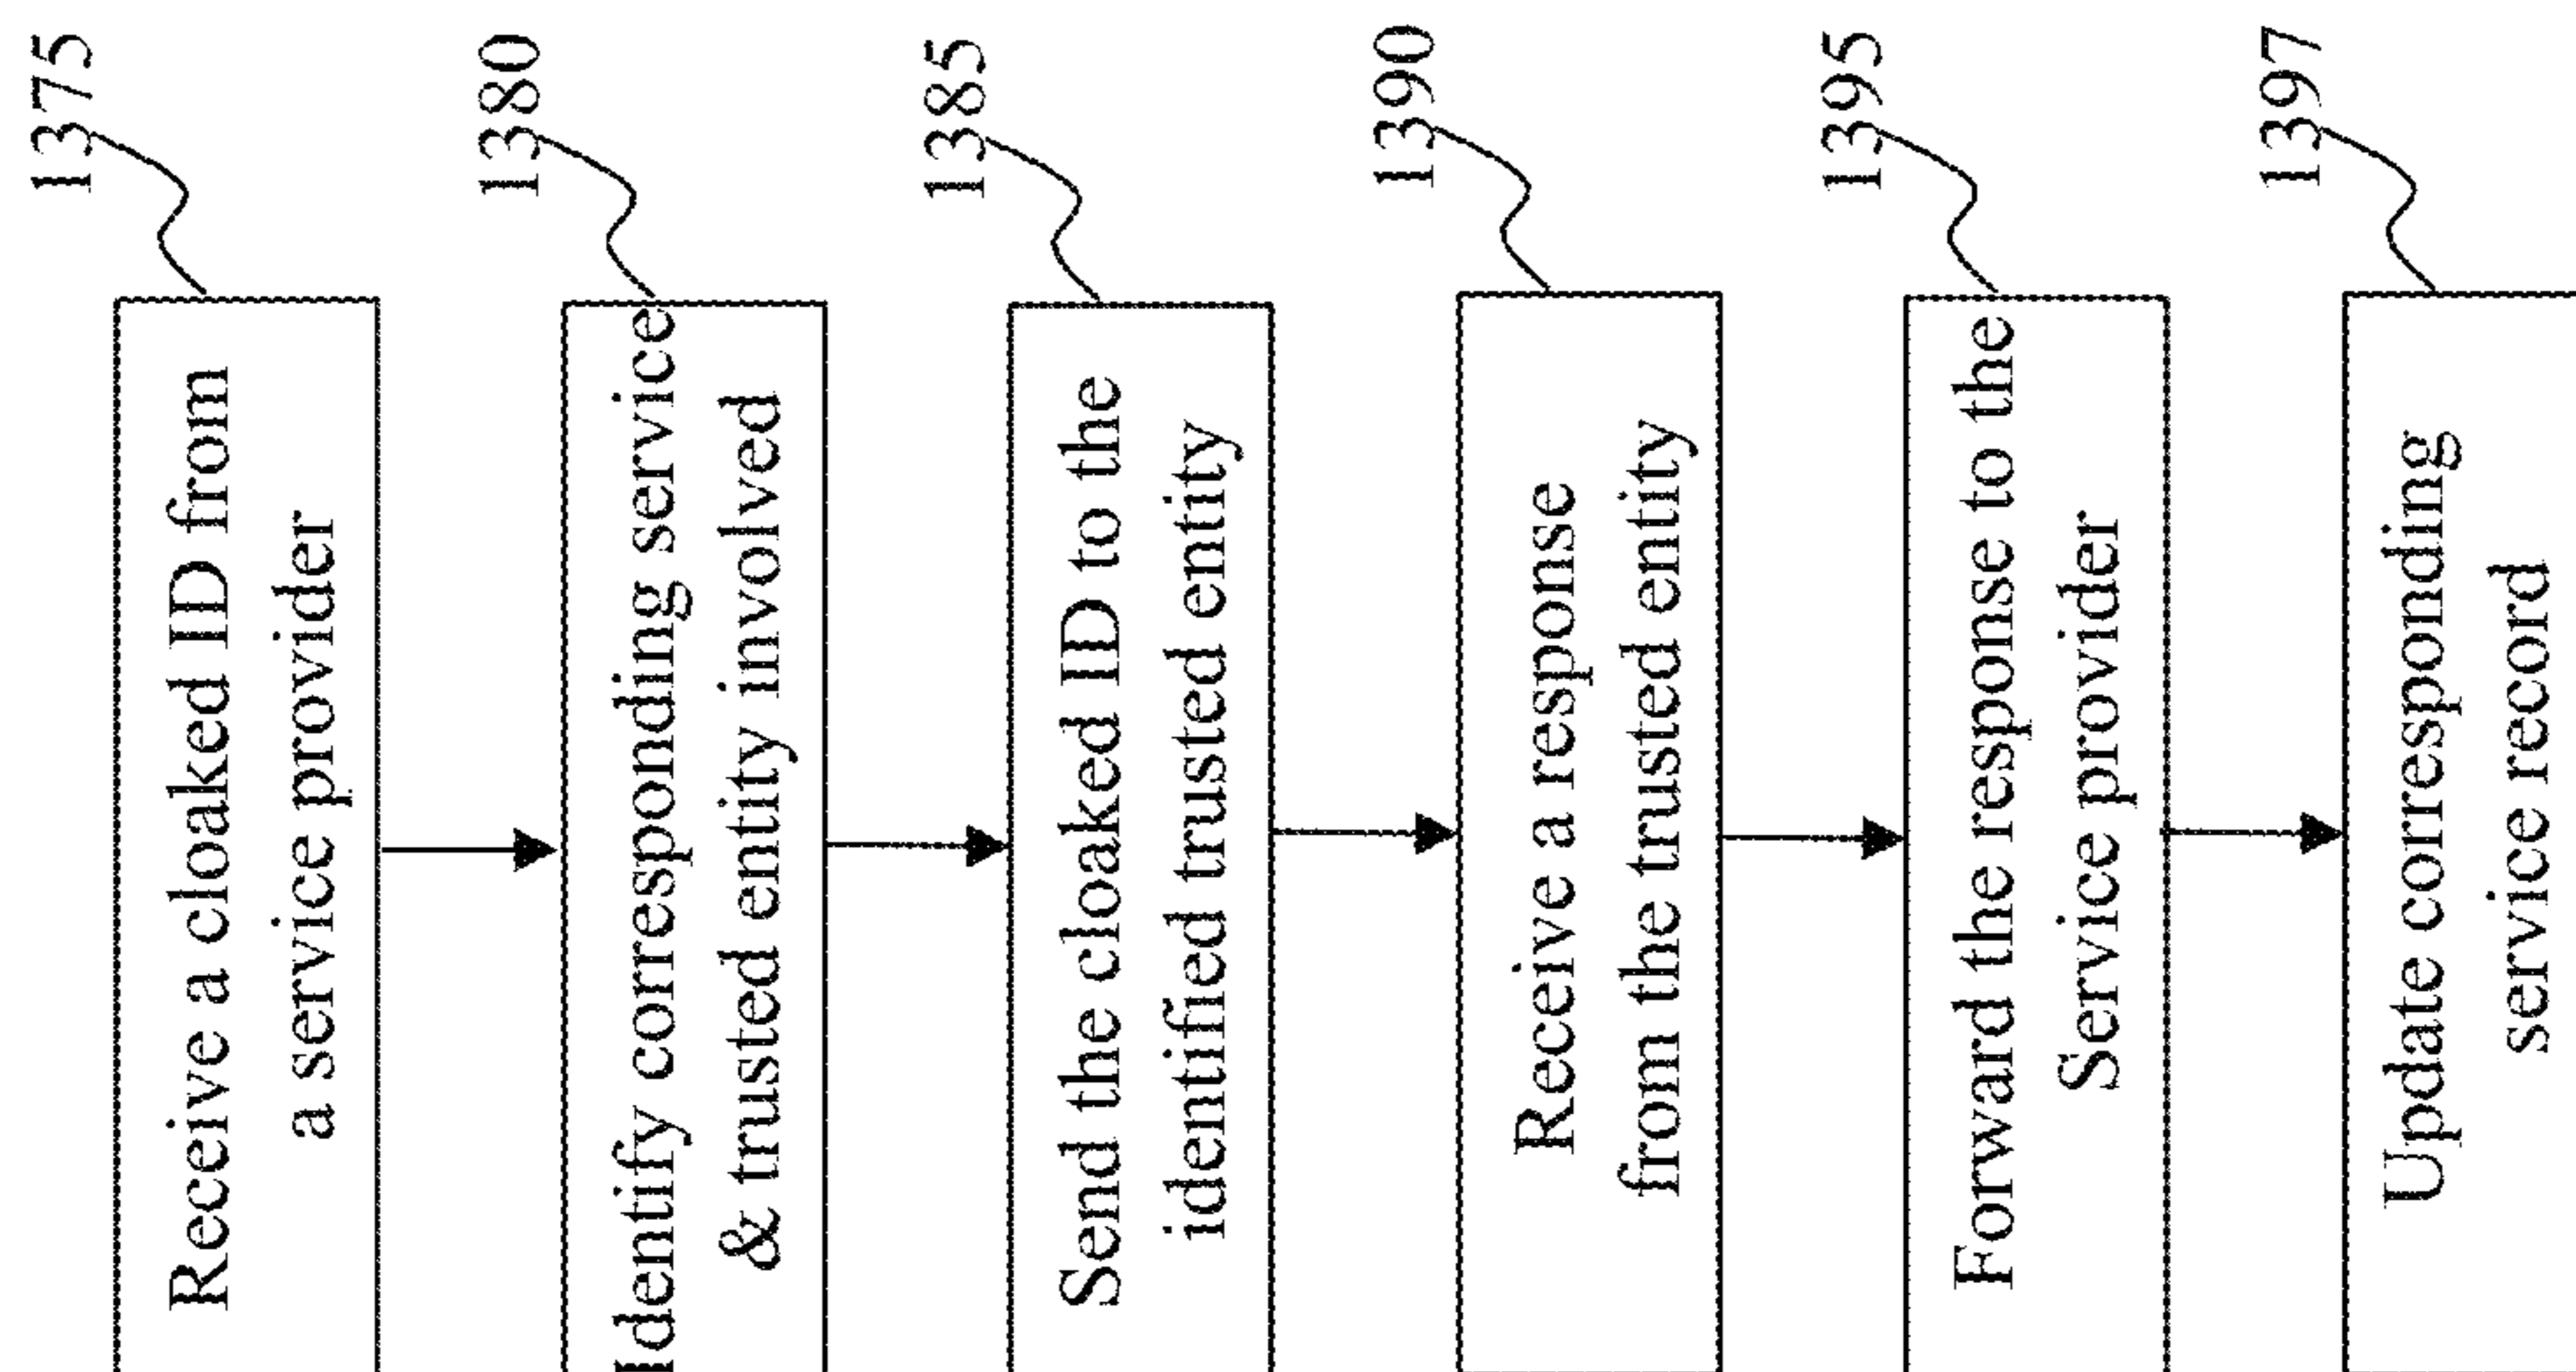 1375
Receive a cloaked ID from
a service provider
1380
Identify corresponding service
& trusted entity involved
1385
Send the cloaked ID to the
identified trusted entity
1390
Receive a response
from the trusted entity
1395
Forward the response to the
Service provider
1397
Update corresponding
service record